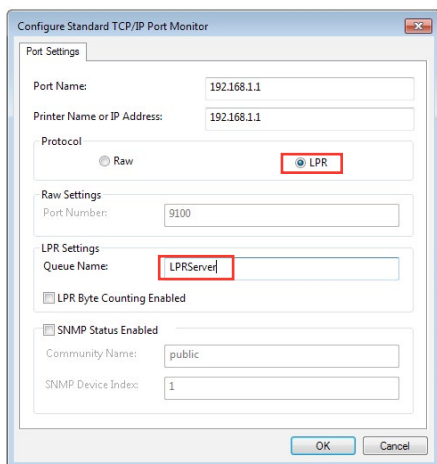 Configure Standard TCP/IP Port Monitor
Port Settings
Port Name:
192.168.1.1
Printer Name or IP Address:
192.168.1.1
Protocol
Raw
LPR
Raw Settings
Port Number:
9100
LPR Settings
Queue Name:
LPRServer
LPR Byte Counting Enabled
SNMP Status Enabled
Community Name:
public
SNMP Device Index:
1
OK
Cancel